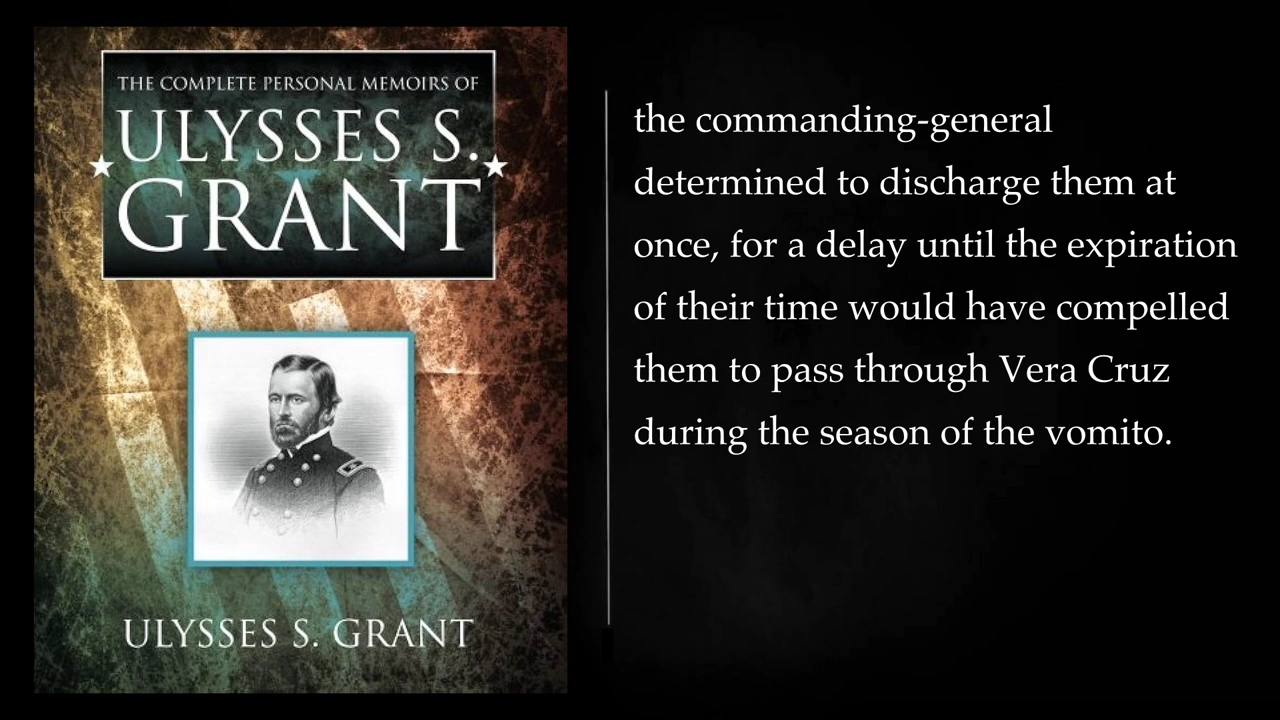 THE COMPLETE PERSONAL MEMOIRS OF
ULYSSES S.
GRANT
ULYSSES S. GRANT
the commanding-general
determined to discharge them at
once, for a delay until the expiration
of their time would have compelled
them to pass through Vera Cruz
during the season of the vomito.